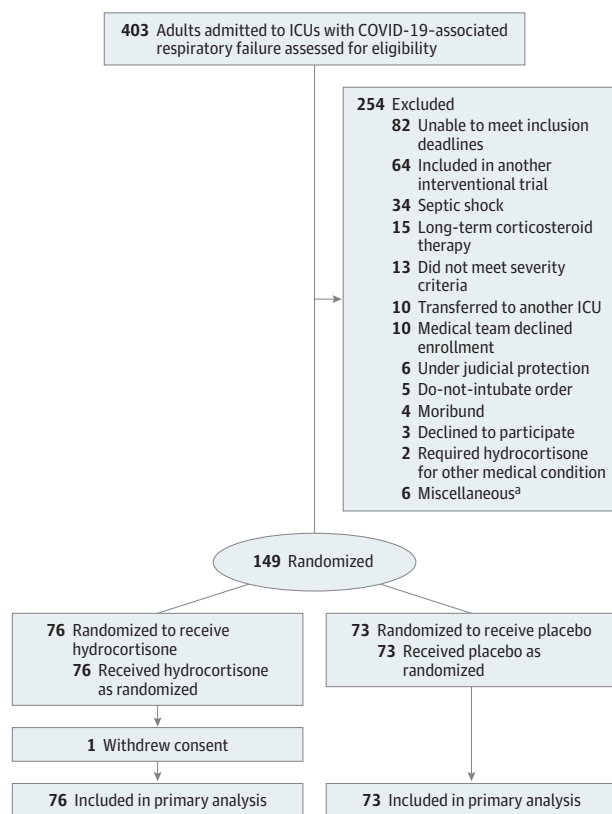 403 Adults admitted to ICUs with COVID-19–associated
respiratory failure assessed for eligibility
254 Excluded
82 Unable to meet inclusion
deadlines
64 Included in another
interventional trial
34 Septic shock
15 Long-term corticosteroid
therapy
13 Did not meet severity
criteria
10 Transferred to another ICU
10 Medical team declined
enrollment
6 Under judicial protection
5 Do-not-intubate order
4 Moribund
3 Declined to participate
2 Required hydrocortisone
for other medical condition
6 Miscellaneousa
149 Randomized
76 Randomized to receive
hydrocortisone
76 Received hydrocortisone
as randomized
73 Randomized to receive placebo
73 Received placebo as
randomized
1 Withdrew consent
76 Included in primary analysis
73 Included in primary analysis